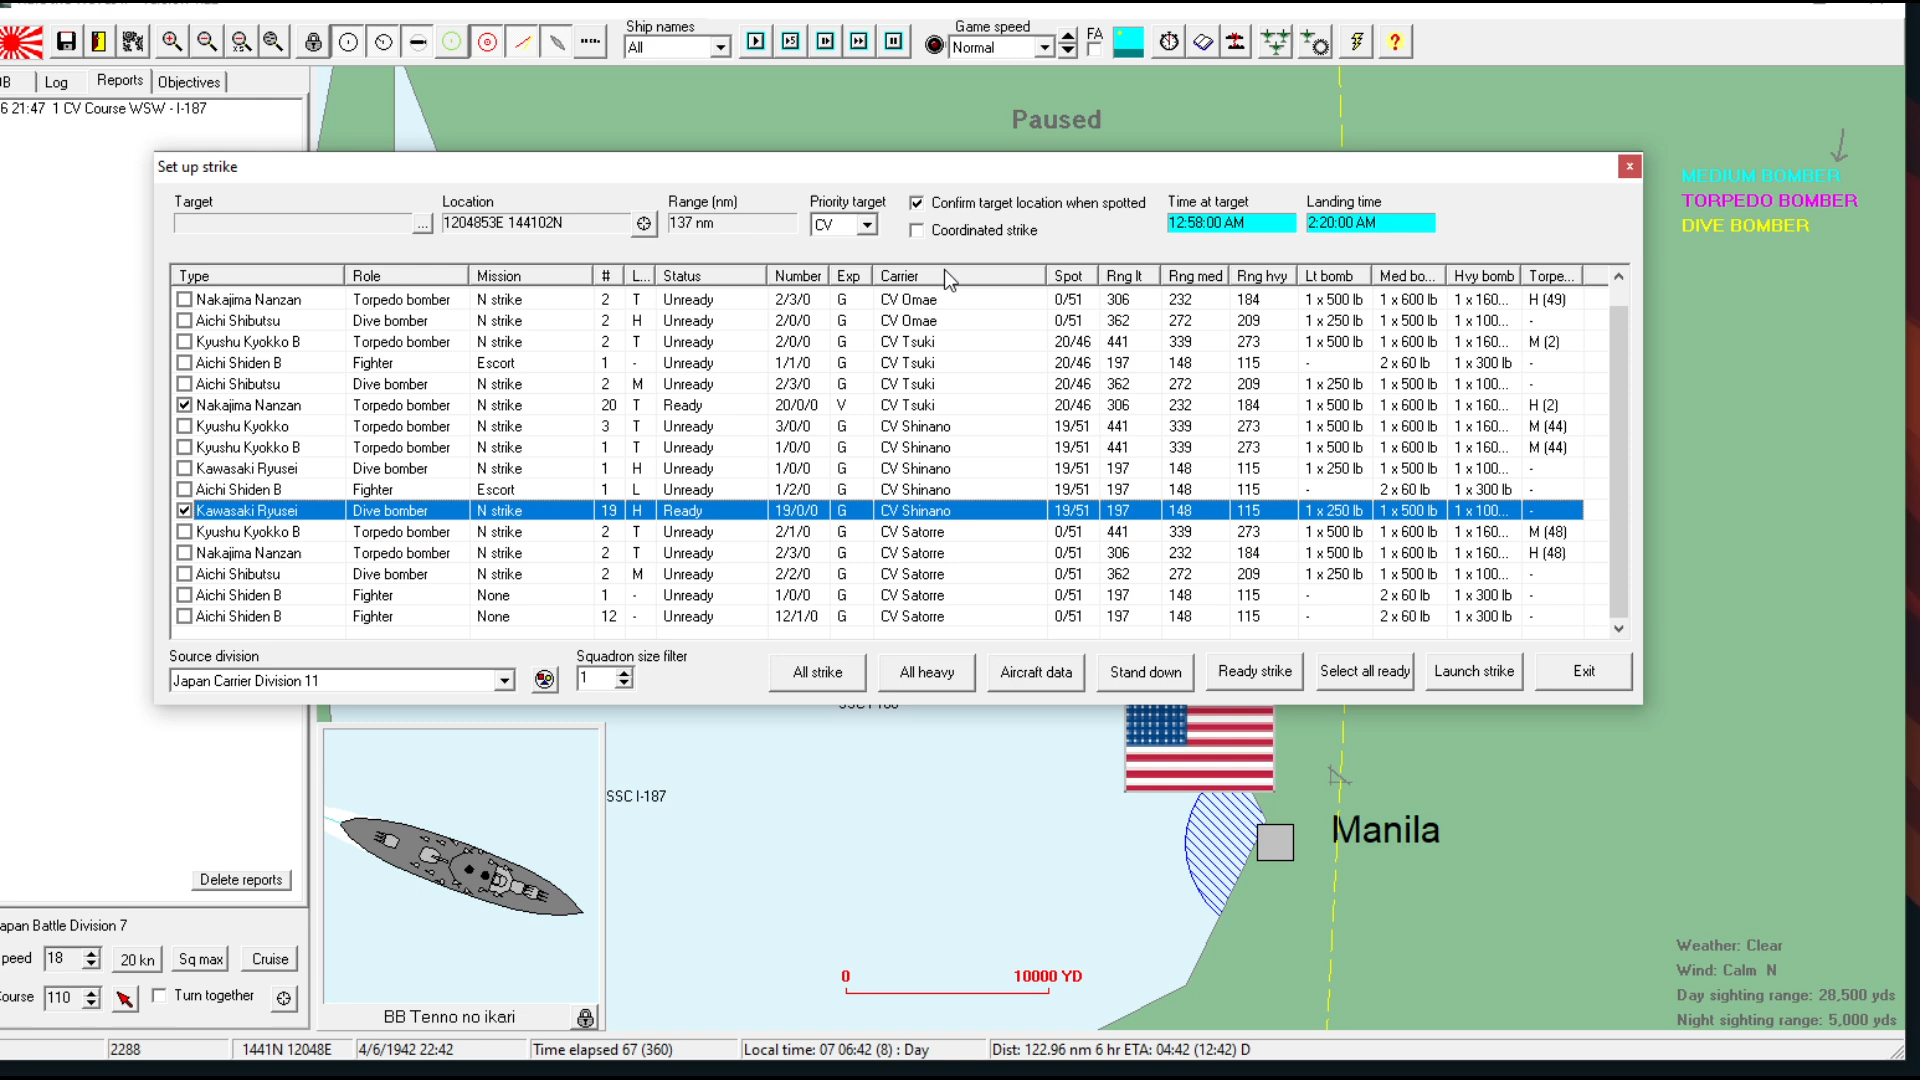 Ship names
All
Game speed
Normal
FA
Log
Reports
Objectives
6 21:47 1 CV Course WSW - I-187
Paused
MEDIUM BOMBER
TORPEDO BOMBER
DIVE BOMBER
Set up strike
Target
Location
Range (nm)
Priority target
Confirm target location when spotted
Time at target
Landing time
...
1204853E 144102N
137 nm
CV
Coordinated strike
12:58:00 AM
2:20:00 AM
Type Role Mission # L... Status Number Exp Carrier Spot Rng lt Rng med Rng hvy Lt bomb Med bo... Hvy bomb Torpe...
Nakajima Nanzan Torpedo bomber N strike 2 T Unready 2/3/0 G CV Omae 0/51 306 232 184 1 x 500 lb 1 x 600 lb 1 x 160... H (49)
Aichi Shibutsu Dive bomber N strike 2 H Unready 2/0/0 G CV Omae 0/51 362 272 209 1 x 250 lb 1 x 500 lb 1 x 100... -
Kyushu Kyokko B Torpedo bomber N strike 2 T Unready 2/0/0 G CV Tsuki 20/46 441 339 273 1 x 500 lb 1 x 600 lb 1 x 160... M (2)
Aichi Shiden B Fighter Escort 1 - Unready 1/1/0 G CV Tsuki 20/46 197 148 115 - 2 x 60 lb 1 x 300 lb -
Aichi Shibutsu Dive bomber N strike 2 M Unready 2/3/0 G CV Tsuki 20/46 362 272 209 1 x 250 lb 1 x 500 lb 1 x 100... -
Nakajima Nanzan Torpedo bomber N strike 20 T Ready 20/0/0 V CV Tsuki 20/46 306 232 184 1 x 500 lb 1 x 600 lb 1 x 160... H (2)
Kyushu Kyokko Torpedo bomber N strike 3 T Unready 3/0/0 G CV Shinano 19/51 441 339 273 1 x 500 lb 1 x 600 lb 1 x 160... M (44)
Kyushu Kyokko B Torpedo bomber N strike 1 T Unready 1/0/0 G CV Shinano 19/51 441 339 273 1 x 500 lb 1 x 600 lb 1 x 160... M (44)
Kawasaki Ryusei Dive bomber N strike 1 H Unready 1/0/0 G CV Shinano 19/51 197 148 115 1 x 250 lb 1 x 500 lb 1 x 100... -
Aichi Shiden B Fighter Escort 1 L Unready 1/2/0 G CV Shinano 19/51 197 148 115 - 2 x 60 lb 1 x 300 lb -
Kawasaki Ryusei Dive bomber N strike 19 H Ready 19/0/0 G CV Shinano 19/51 197 148 115 1 x 250 lb 1 x 500 lb 1 x 100... -
Kyushu Kyokko B Torpedo bomber N strike 2 T Unready 2/1/0 G CV Satorre 0/51 441 339 273 1 x 500 lb 1 x 600 lb 1 x 160... M (48)
Nakajima Nanzan Torpedo bomber N strike 2 T Unready 2/3/0 G CV Satorre 0/51 306 232 184 1 x 500 lb 1 x 600 lb 1 x 160... H (48)
Aichi Shibutsu Dive bomber N strike 2 M Unready 2/2/0 G CV Satorre 0/51 362 272 209 1 x 250 lb 1 x 500 lb 1 x 100... -
Aichi Shiden B Fighter None 1 - Unready 1/0/0 G CV Satorre 0/51 197 148 115 - 2 x 60 lb 1 x 300 lb -
Aichi Shiden B Fighter None 12 - Unready 12/1/0 G CV Satorre 0/51 197 148 115 - 2 x 60 lb 1 x 300 lb -
Source division
Squadron size filter
Japan Carrier Division 11
1
All strike
All heavy
Aircraft data
Stand down
Ready strike
Select all ready
Launch strike
Exit
SSC I-187
Manila
Delete reports
apan Battle Division 7
peed 18 20 kn Sq max Cruise
ourse 110 Turn together
BB Tenno no ikari
0 10000 YD
Weather: Clear
Wind: Calm N
Day sighting range: 28,500 yds
Night sighting range: 5,000 yds
2288
1441N 12048E
4/6/1942 22:42
Time elapsed 67 (360)
Local time: 07 06:42 (8) : Day
Dist: 122.96 nm 6 hr ETA: 04:42 (12:42) D